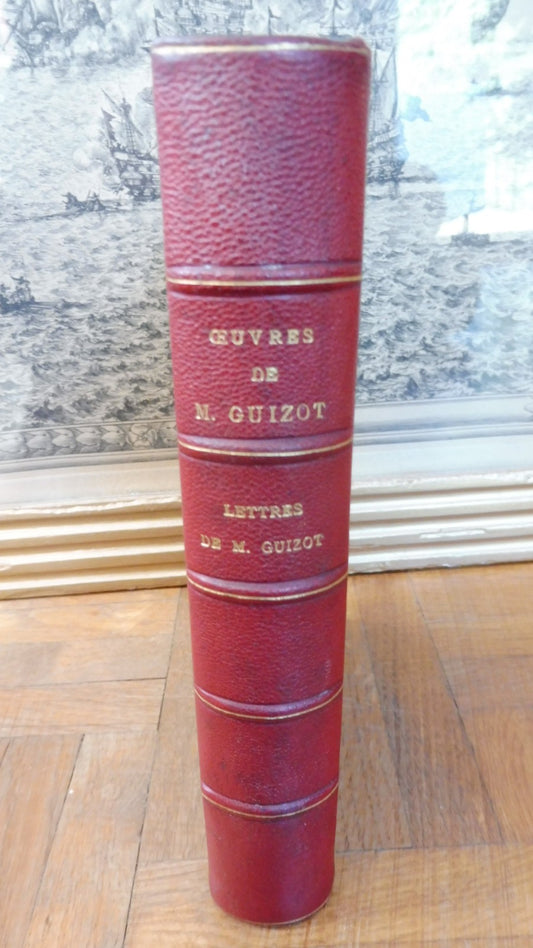 ŒUVRES
DE
M. GUIZOT
LETTRES
DE M. GUIZOT